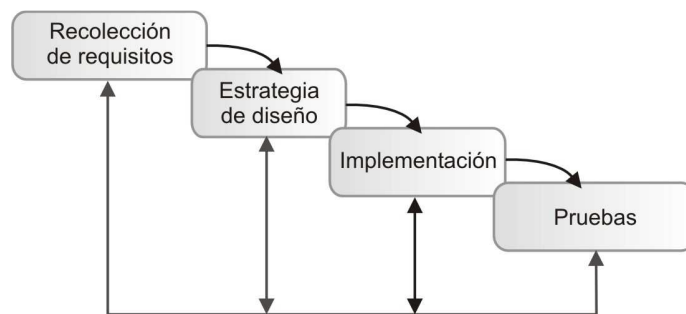 Recolección
de requisitos
Estrategia
de diseño
Implementación
Pruebas